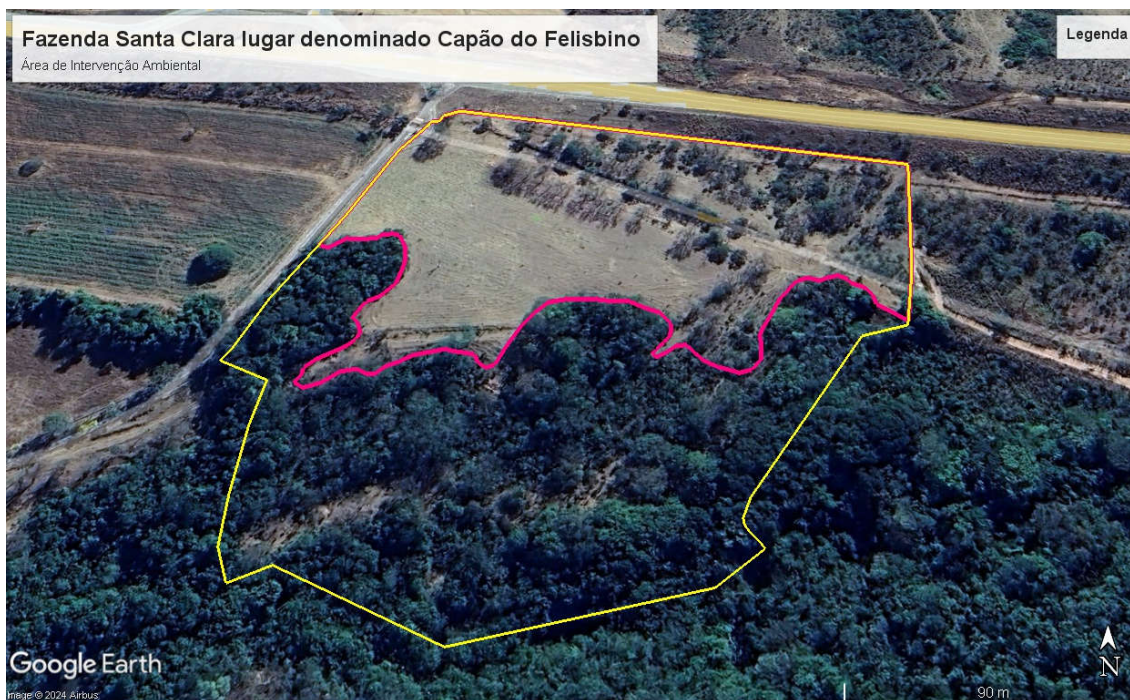 Fazenda Santa Clara lugar denominado Capão do Felisbino
Área de Intervenção Ambiental
Legenda
Google Earth
Image © 2024 Airbus
N
90 m